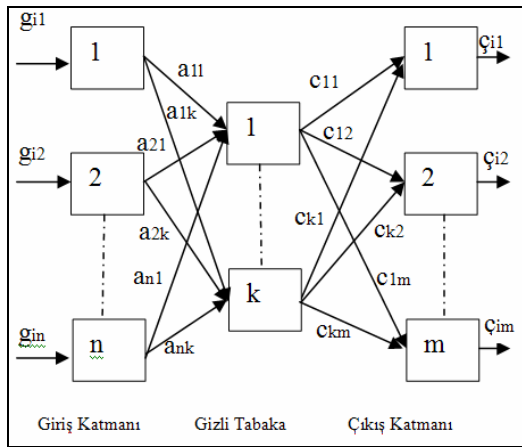 gi1
1
a11
a1k
c11
1
çi1
gi2
2
a21
1
c12
2
çi2
a2k
ck1
ck2
an1
k
c1m
gin
n
ank
ckm
m
çim
Giriş Katmanı Gizli Tabaka Çıkış Katmanı